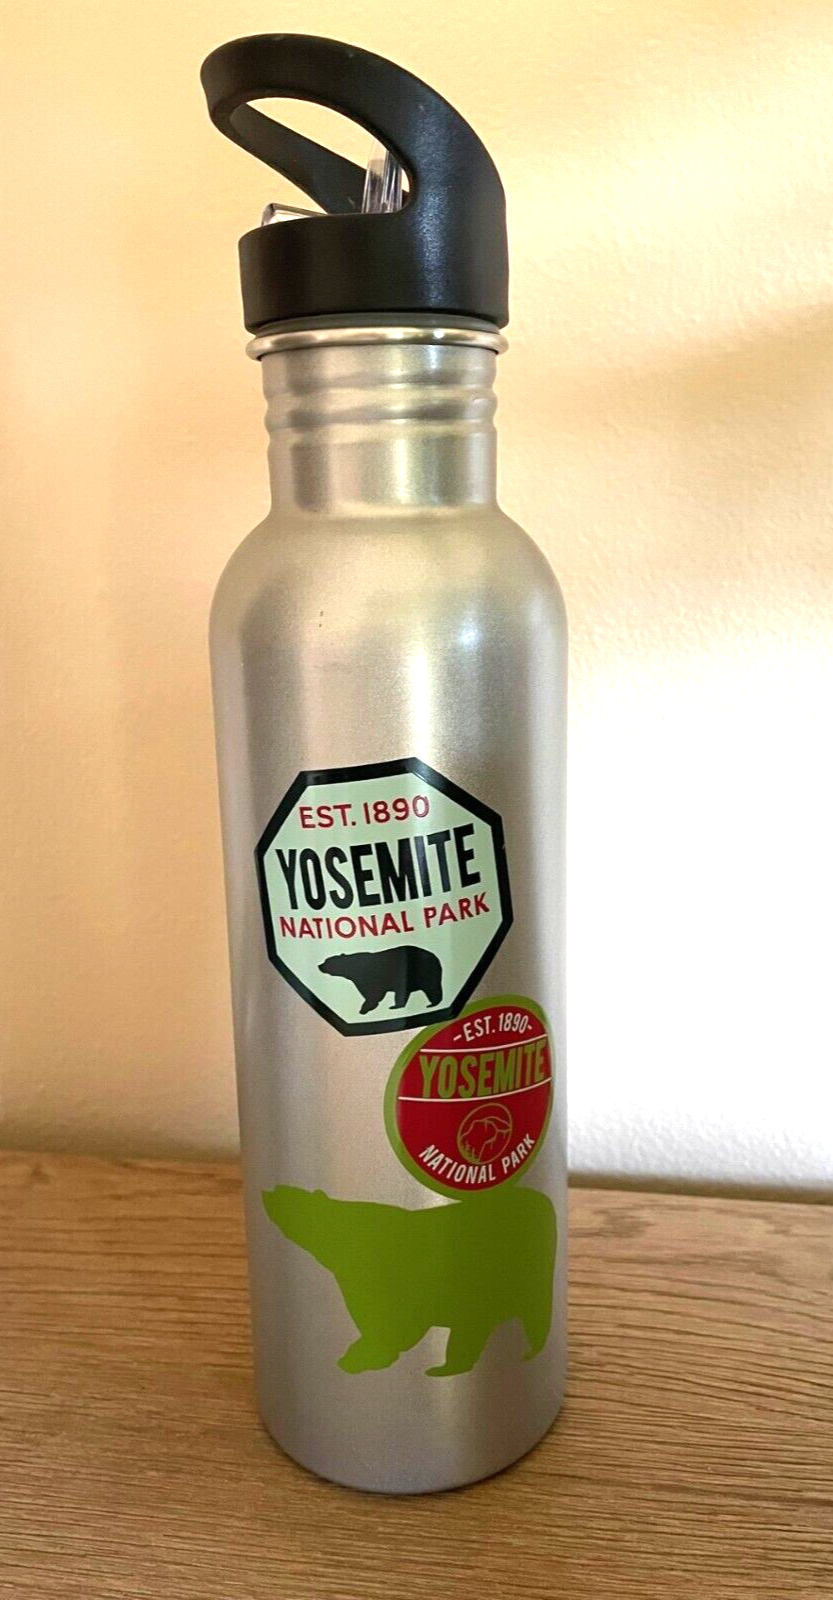 EST. 1890
YOSEMITE
NATIONAL PARK
-EST. 1890-
YOSEMITE
NATIONAL PARK